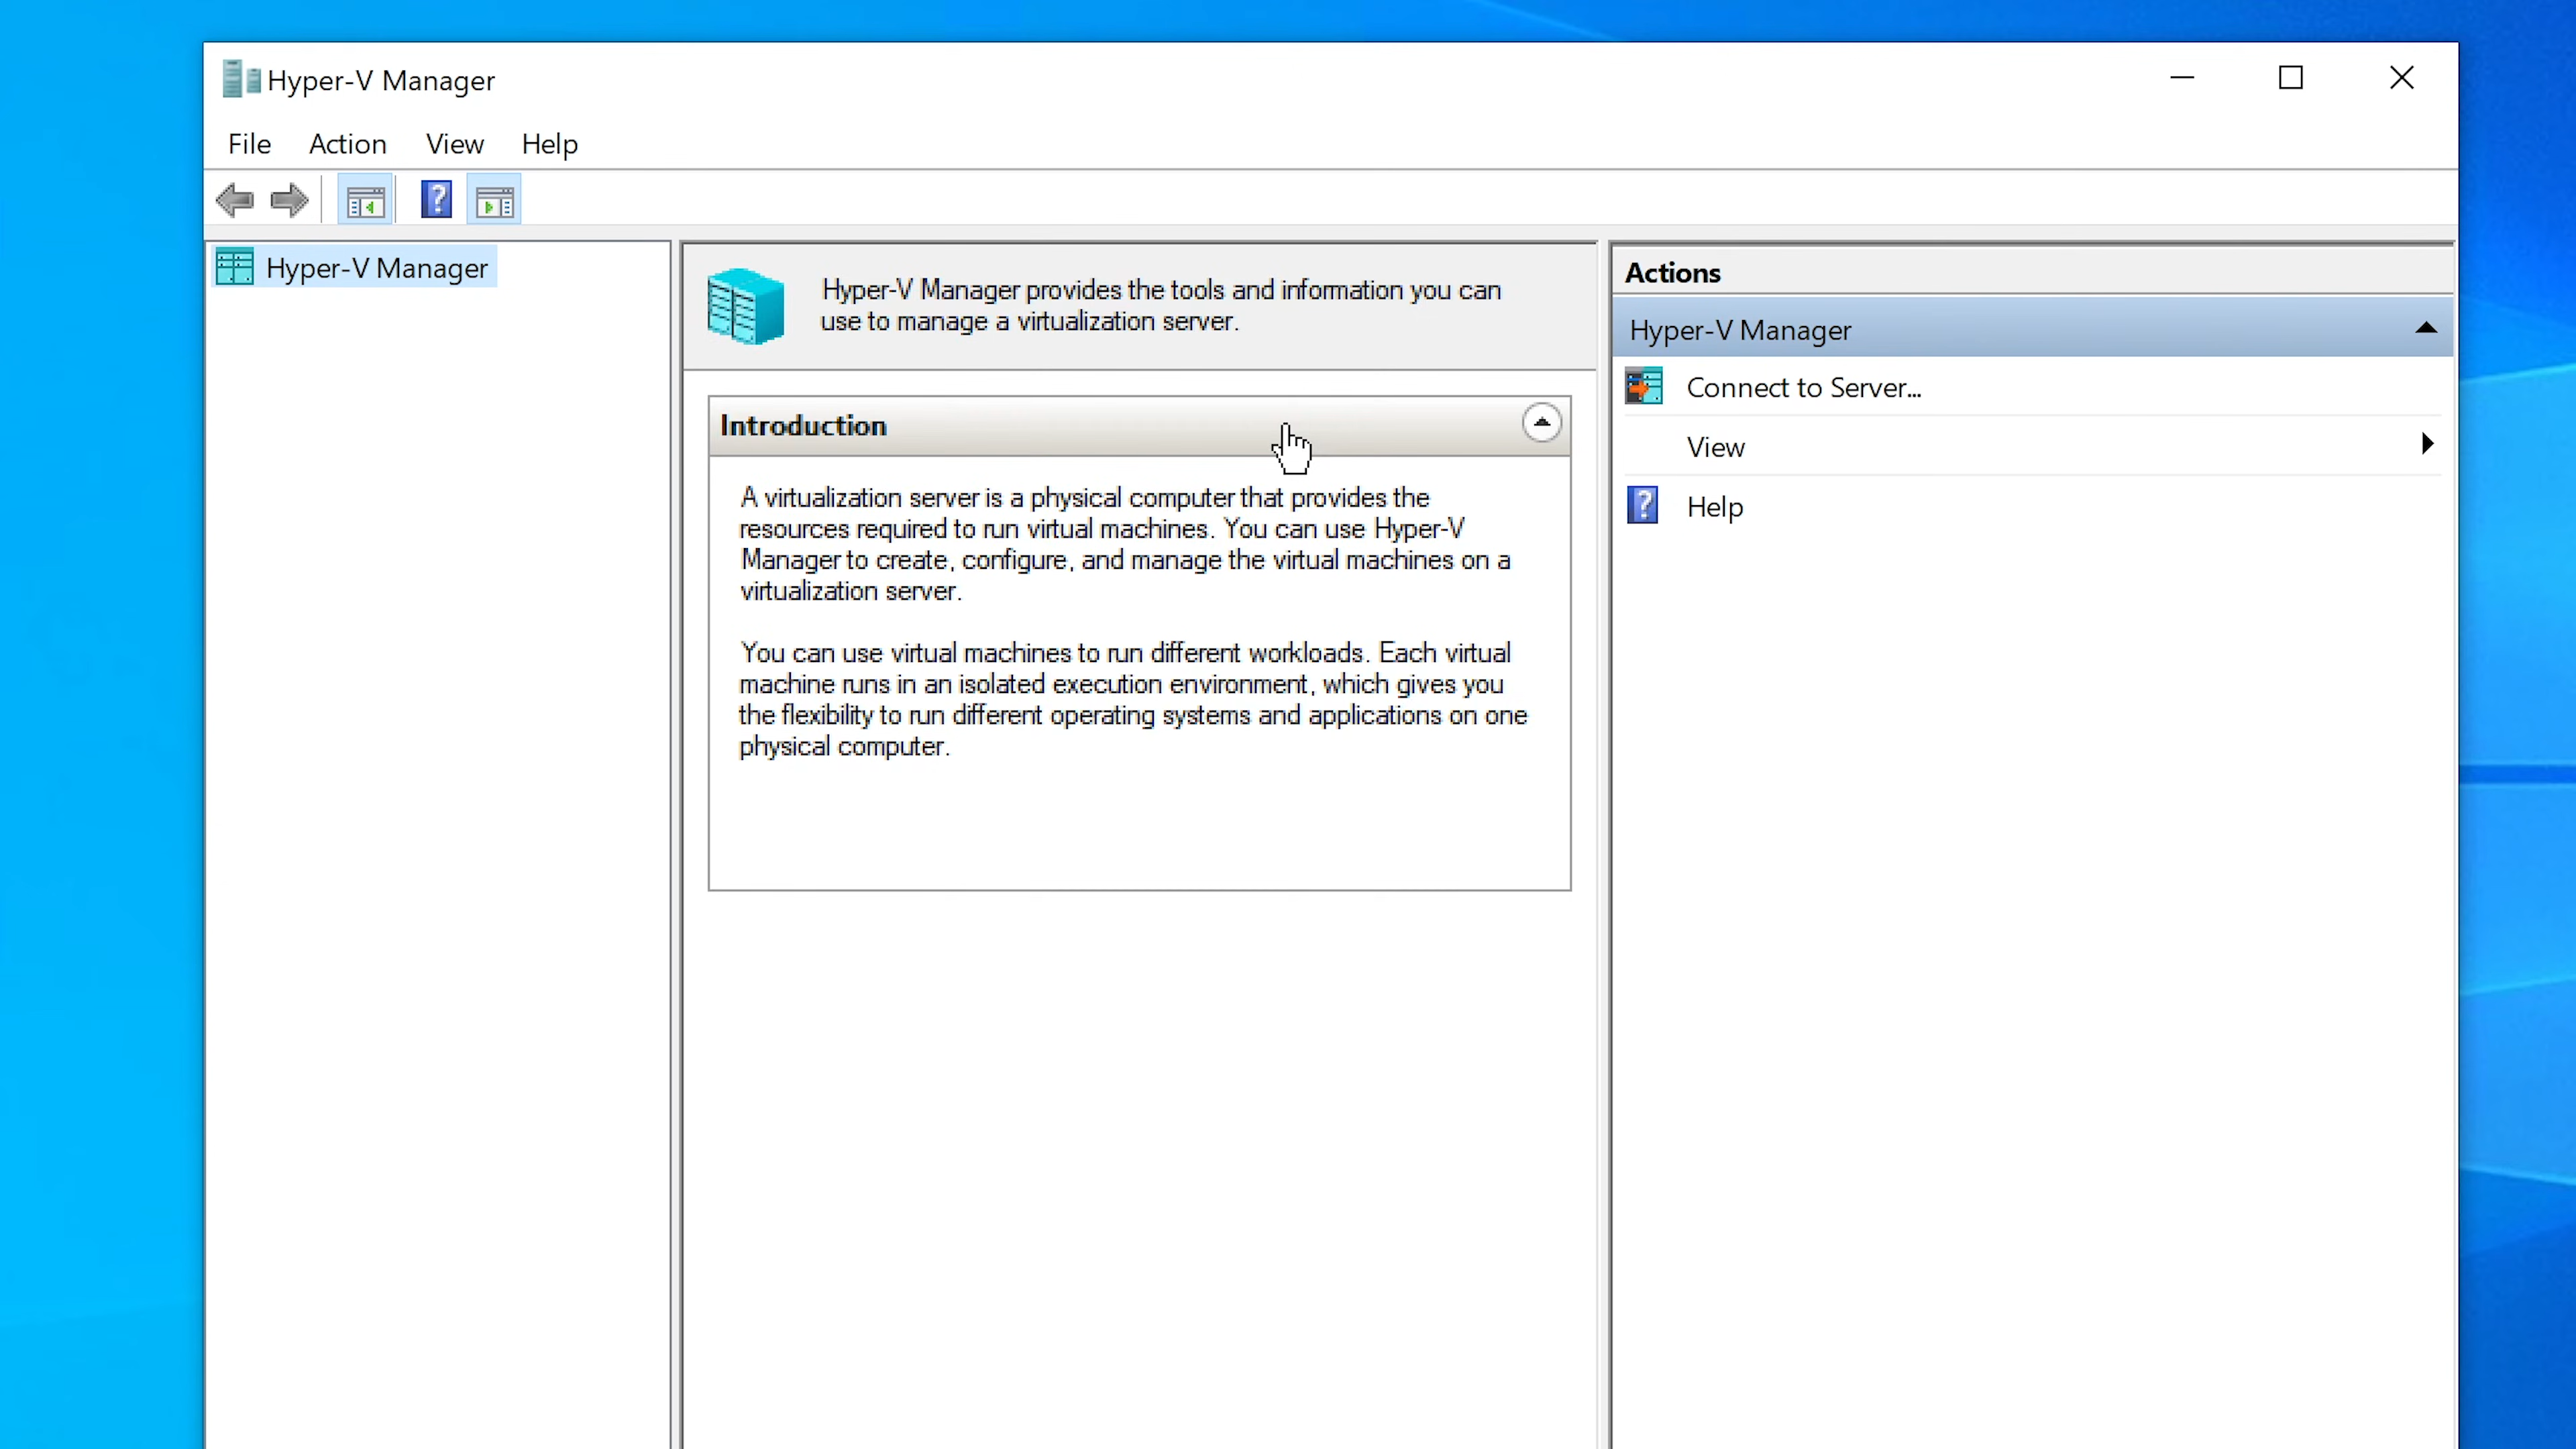 Hyper-V Manager
File Action View Help
Hyper-V Manager
Hyper-V Manager provides the tools and information you can
use to manage a virtualization server.
Introduction
A virtualization server is a physical computer that provides the
resources required to run virtual machines. You can use Hyper-V
Manager to create, configure, and manage the virtual machines on a
virtualization server.
You can use virtual machines to run different workloads. Each virtual
machine runs in an isolated execution environment, which gives you
the flexibility to run different operating systems and applications on one
physical computer.
Actions
Hyper-V Manager
Connect to Server...
View
Help